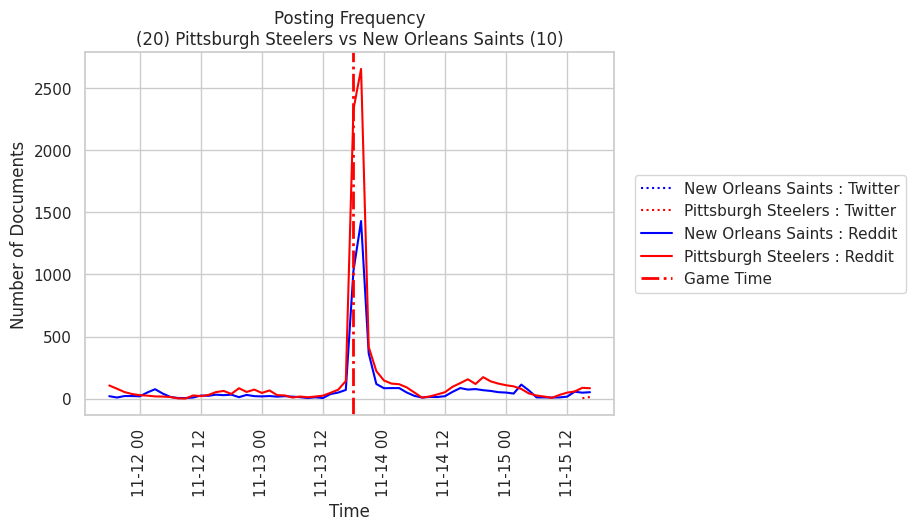 Posting Frequency
(20) Pittsburgh Steelers vs New Orleans Saints (10)
Number of Documents
2500
2000
1500
1000
500
0
11-12 00
11-12 12
11-13 00
11-13 12
11-14 00
11-14 12
11-15 00
11-15 12
Time
New Orleans Saints : Twitter
Pittsburgh Steelers : Twitter
New Orleans Saints : Reddit
Pittsburgh Steelers : Reddit
Game Time